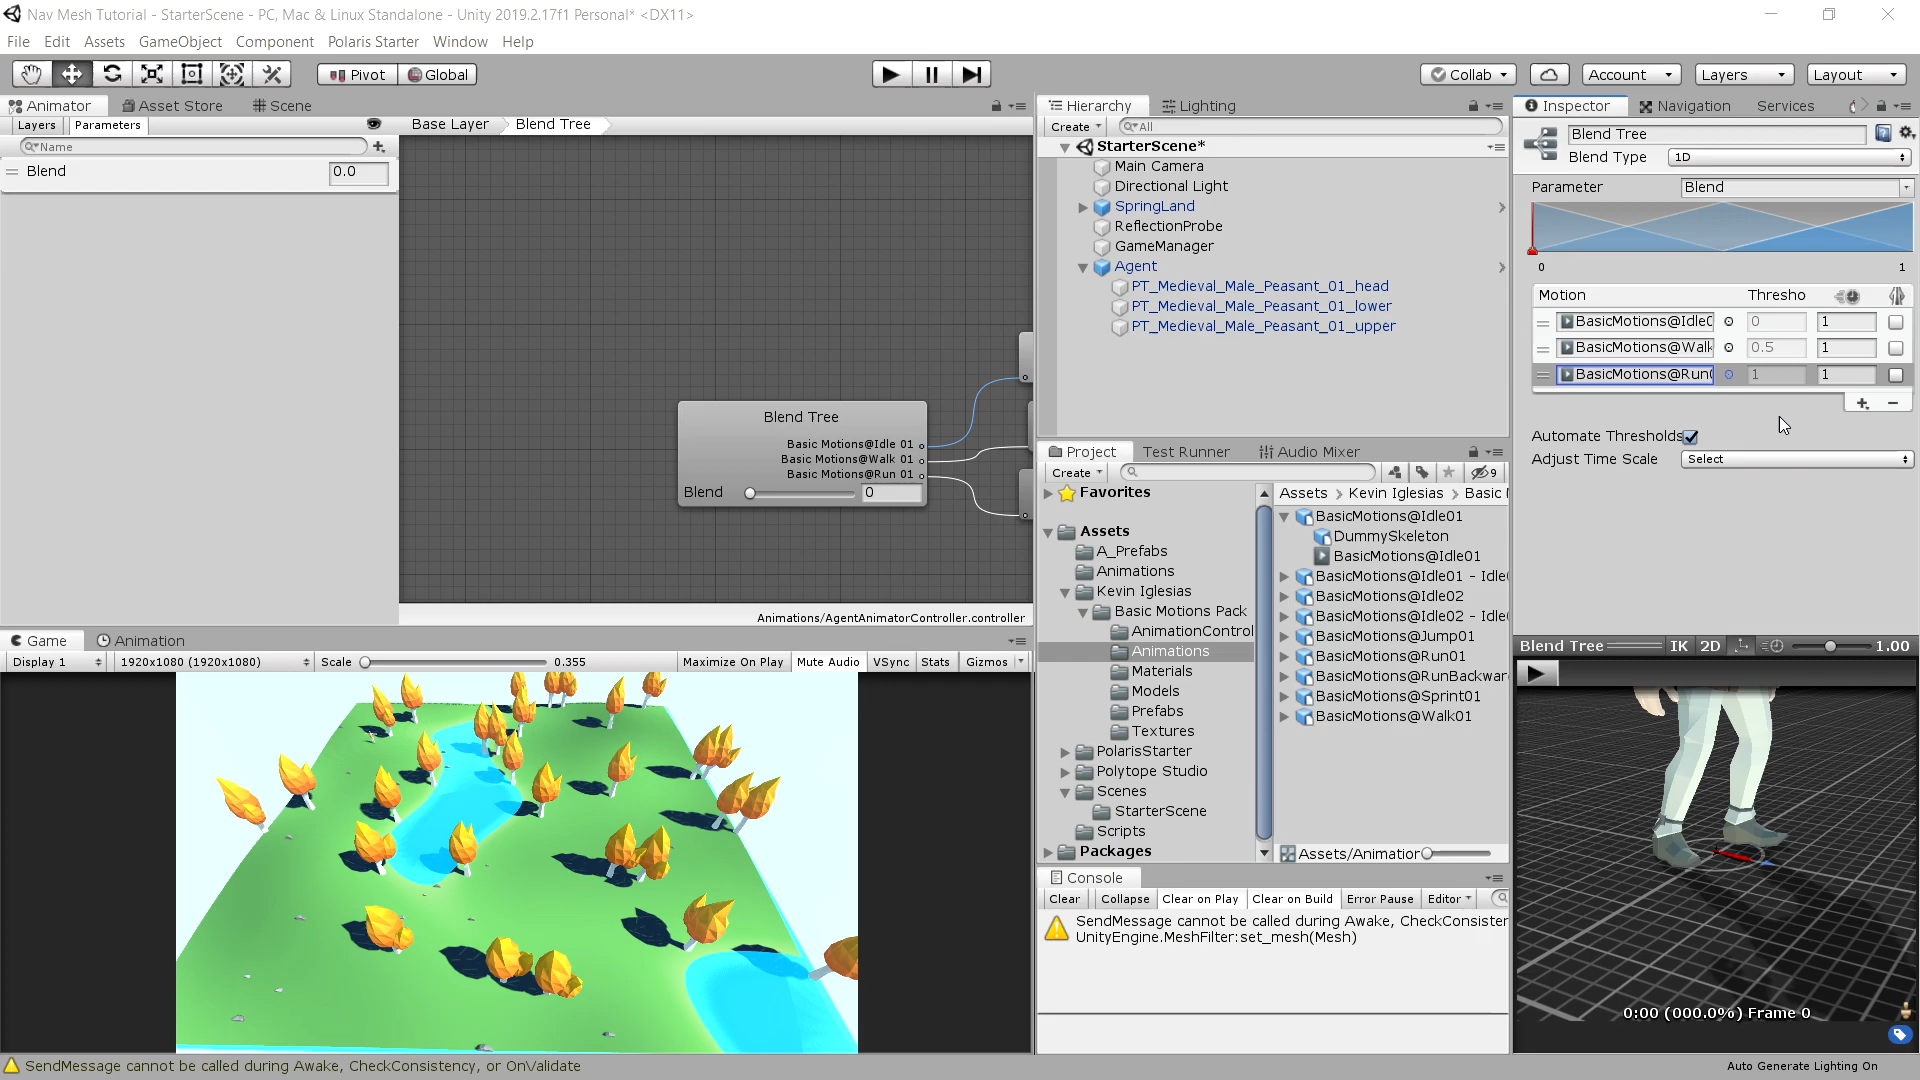 Nav Mesh Tutorial - StarterScene - PC, Mac & Linux Standalone - Unity 2019.2.17f1 Personal* <DX11>
File Edit Assets GameObject Component Polaris Starter Window Help
Pivot Global
Collab Account Layers Layout
Animator Asset Store Scene
Layers Parameters
Name
Blend 0.0
Base Layer Blend Tree
Blend Tree
Basic Motions@Idle 01
Basic Motions@Walk 01
Basic Motions@Run 01
Blend 0
Animations/AgentAnimatorController.controller
Game Animation
Display 1 1920x1080 (1920x1080) Scale 0.355 Maximize On Play Mute Audio VSync Stats Gizmos
Hierarchy Lighting
Create All
StarterScene*
Main Camera
Directional Light
SpringLand
ReflectionProbe
GameManager
Agent
PT_Medieval_Male_Peasant_01_head
PT_Medieval_Male_Peasant_01_lower
PT_Medieval_Male_Peasant_01_upper
Project Test Runner Audio Mixer
Create 9
Favorites
Assets
A_Prefabs
Animations
Kevin Iglesias
Basic Motions Pack
AnimationControl
Animations
Materials
Models
Prefabs
Textures
PolarisStarter
Polytope Studio
Scenes
StarterScene
Scripts
Packages
Assets Kevin Iglesias Basic
BasicMotions@Idle01
DummySkeleton
BasicMotions@Idle01
BasicMotions@Idle01 - Idle
BasicMotions@Idle02
BasicMotions@Idle02 - Idle
BasicMotions@Jump01
BasicMotions@Run01
BasicMotions@RunBackwar
BasicMotions@Sprint01
BasicMotions@Walk01
Assets/Animation
Console
Clear Collapse Clear on Play Clear on Build Error Pause Editor
SendMessage cannot be called during Awake, CheckConsister
UnityEngine.MeshFilter:set_mesh(Mesh)
Inspector Navigation Services
Blend Tree
Blend Type 1D
Parameter Blend
0 1
Motion Thresho
BasicMotions@Idle 0 1
BasicMotions@Walk 0.5 1
BasicMotions@Run 1 1
Automate Thresholds
Adjust Time Scale Select
Blend Tree IK 2D 1.00
0:00 (000.0%) Frame 0
SendMessage cannot be called during Awake, CheckConsistency, or OnValidate
Auto Generate Lighting On